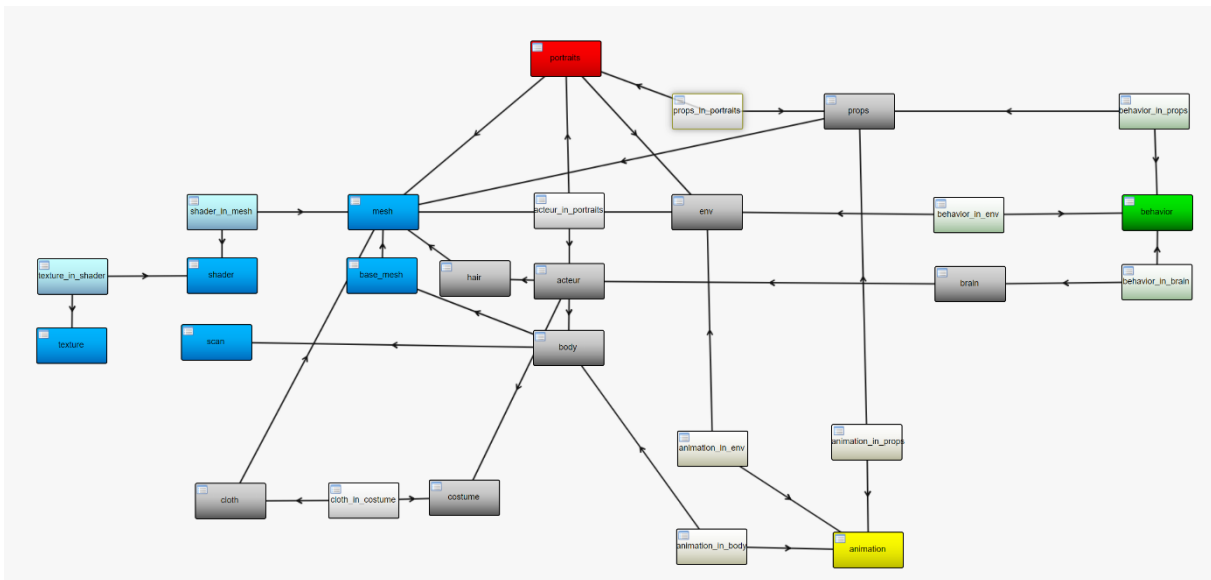 portraits
props_in_portraits
props
behavior_in_props
shader_in_mesh
mesh
acteur_in_portraits
env
behavior_in_env
behavior
texture_in_shader
shader
base_mesh
hair
acteur
brain
behavior_in_brain
texture
scan
body
animation_in_env
animation_in_props
cloth
cloth_in_costume
costume
animation_in_body
animation